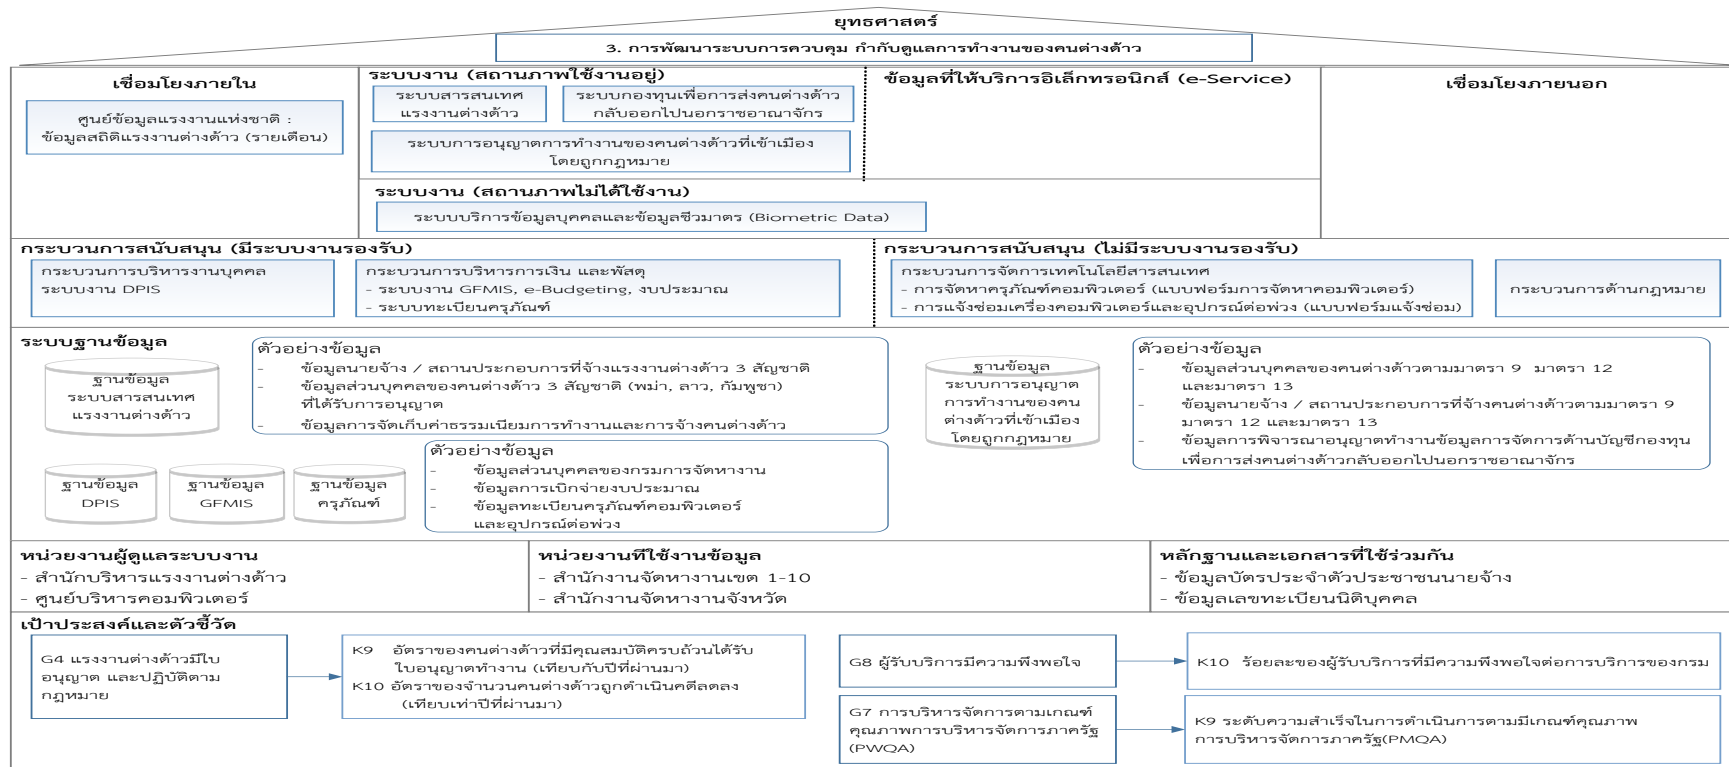 ยุทธศาสตร์
3. การพัฒนาระบบการควบคุม กำกับดูแลการทำงานของคนต่างด้าว
เชื่อมโยงภายใน
ศูนย์ข้อมูลแรงงานแห่งชาติ :
ข้อมูลสถิติแรงงานต่างด้าว (รายเดือน)
ระบบงาน (สถานภาพใช้งานอยู่)
ระบบสารสนเทศ
แรงงานต่างด้าว
ระบบกองทุนเพื่อการส่งคนต่างด้าว
กลับออกไปนอกราชอาณาจักร
ระบบการอนุญาตการทำงานของคนต่างด้าวที่เข้าเมือง
โดยถูกกฎหมาย
ข้อมูลที่ให้บริการอิเล็กทรอนิกส์ (e-Service)
เชื่อมโยงภายนอก
ระบบงาน (สถานภาพไม่ได้ใช้งาน)
ระบบบริการข้อมูลบุคคลและข้อมูลชีวมาตร (Biometric Data)
กระบวนการสนับสนุน (มีระบบงานรองรับ)
กระบวนการบริหารงานบุคคล
ระบบงาน DPIS
กระบวนการบริหารการเงิน และพัสดุ
- ระบบงาน GFMIS, e-Budgeting, งบประมาณ
- ระบบทะเบียนครุภัณฑ์
กระบวนการสนับสนุน (ไม่มีระบบงานรองรับ)
กระบวนการจัดการเทคโนโลยีสารสนเทศ
- การจัดหาครุภัณฑ์คอมพิวเตอร์ (แบบฟอร์มการจัดหาคอมพิวเตอร์)
- การแจ้งซ่อมเครื่องคอมพิวเตอร์และอุปกรณ์ต่อพ่วง (แบบฟอร์มแจ้งซ่อม)
กระบวนการด้านกฎหมาย
ระบบฐานข้อมูล
ฐานข้อมูล
ระบบสารสนเทศ
แรงงานต่างด้าว
ตัวอย่างข้อมูล
- ข้อมูลนายจ้าง / สถานประกอบการที่จ้างแรงงานต่างด้าว 3 สัญชาติ
- ข้อมูลส่วนบุคคลของคนต่างด้าว 3 สัญชาติ (พม่า, ลาว, กัมพูชา)
ที่ได้รับการอนุญาต
- ข้อมูลการจัดเก็บค่าธรรมเนียมการทำงานและการจ้างคนต่างด้าว
ฐานข้อมูล
ระบบการอนุญาต
การทำงานของคน
ต่างด้าวที่เข้าเมือง
โดยถูกกฎหมาย
ตัวอย่างข้อมูล
- ข้อมูลส่วนบุคคลของคนต่างด้าวตามมาตรา 9 มาตรา 12
และมาตรา 13
- ข้อมูลนายจ้าง / สถานประกอบการที่จ้างคนต่างด้าวตามมาตรา 9
มาตรา 12 และมาตรา 13
- ข้อมูลการพิจารณาอนุญาตทำงานข้อมูลการจัดการด้านบัญชีกองทุน
เพื่อการส่งคนต่างด้าวกลับออกไปนอกราชอาณาจักร
ฐานข้อมูล
DPIS
ฐานข้อมูล
GFMIS
ฐานข้อมูล
ครุภัณฑ์
ตัวอย่างข้อมูล
- ข้อมูลส่วนบุคคลของกรมการจัดหางาน
- ข้อมูลการเบิกจ่ายงบประมาณ
- ข้อมูลทะเบียนครุภัณฑ์คอมพิวเตอร์
และอุปกรณ์ต่อพ่วง
หน่วยงานผู้ดูแลระบบงาน
- สำนักบริหารแรงงานต่างด้าว
- ศูนย์บริหารคอมพิวเตอร์
หน่วยงานที่ใช้งานข้อมูล
- สำนักงานจัดหางานเขต 1-10
- สำนักงานจัดหางานจังหวัด
หลักฐานและเอกสารที่ใช้ร่วมกัน
- ข้อมูลบัตรประจำตัวประชาชนนายจ้าง
- ข้อมูลเลขทะเบียนนิติบุคคล
เป้าประสงค์และตัวชี้วัด
G4 แรงงานต่างด้าวมีใบ
อนุญาต และปฏิบัติตาม
กฎหมาย
K9 อัตราของคนต่างด้าวที่มีคุณสมบัติครบถ้วนได้รับ
ใบอนุญาตทำงาน (เทียบกับปีที่ผ่านมา)
K10 อัตราของจำนวนคนต่างด้าวถูกดำเนินคดีลดลง
(เทียบเท่าปีที่ผ่านมา)
G8 ผู้รับบริการมีความพึงพอใจ
K10 ร้อยละของผู้รับบริการที่มีความพึงพอใจต่อการบริการของกรม
G7 การบริหารจัดการตามเกณฑ์
คุณภาพการบริหารจัดการภาครัฐ
(PWQA)
K9 ระดับความสำเร็จในการดำเนินการตามมีเกณฑ์คุณภาพ
การบริหารจัดการภาครัฐ(PMQA)